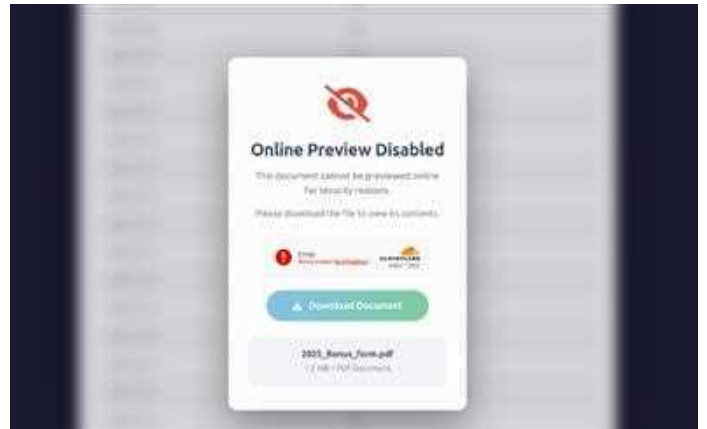 Online Preview Disabled
This document cannot be previewed online
for security reasons.
Please download the file to view its contents.
Error
CLOUDFLARE
Download Document
2025_Bonus_form.pdf
MB • PDF Document